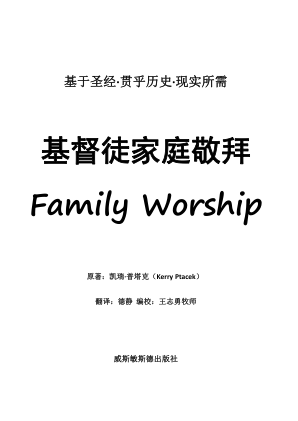 基于圣经·贯乎历史·现实所需
基督徒家庭敬拜
Family Worship
原著：凯瑞·普塔克（Kerry Ptacek）
翻译：德静 编校：王志勇牧师
威斯敏斯德出版社